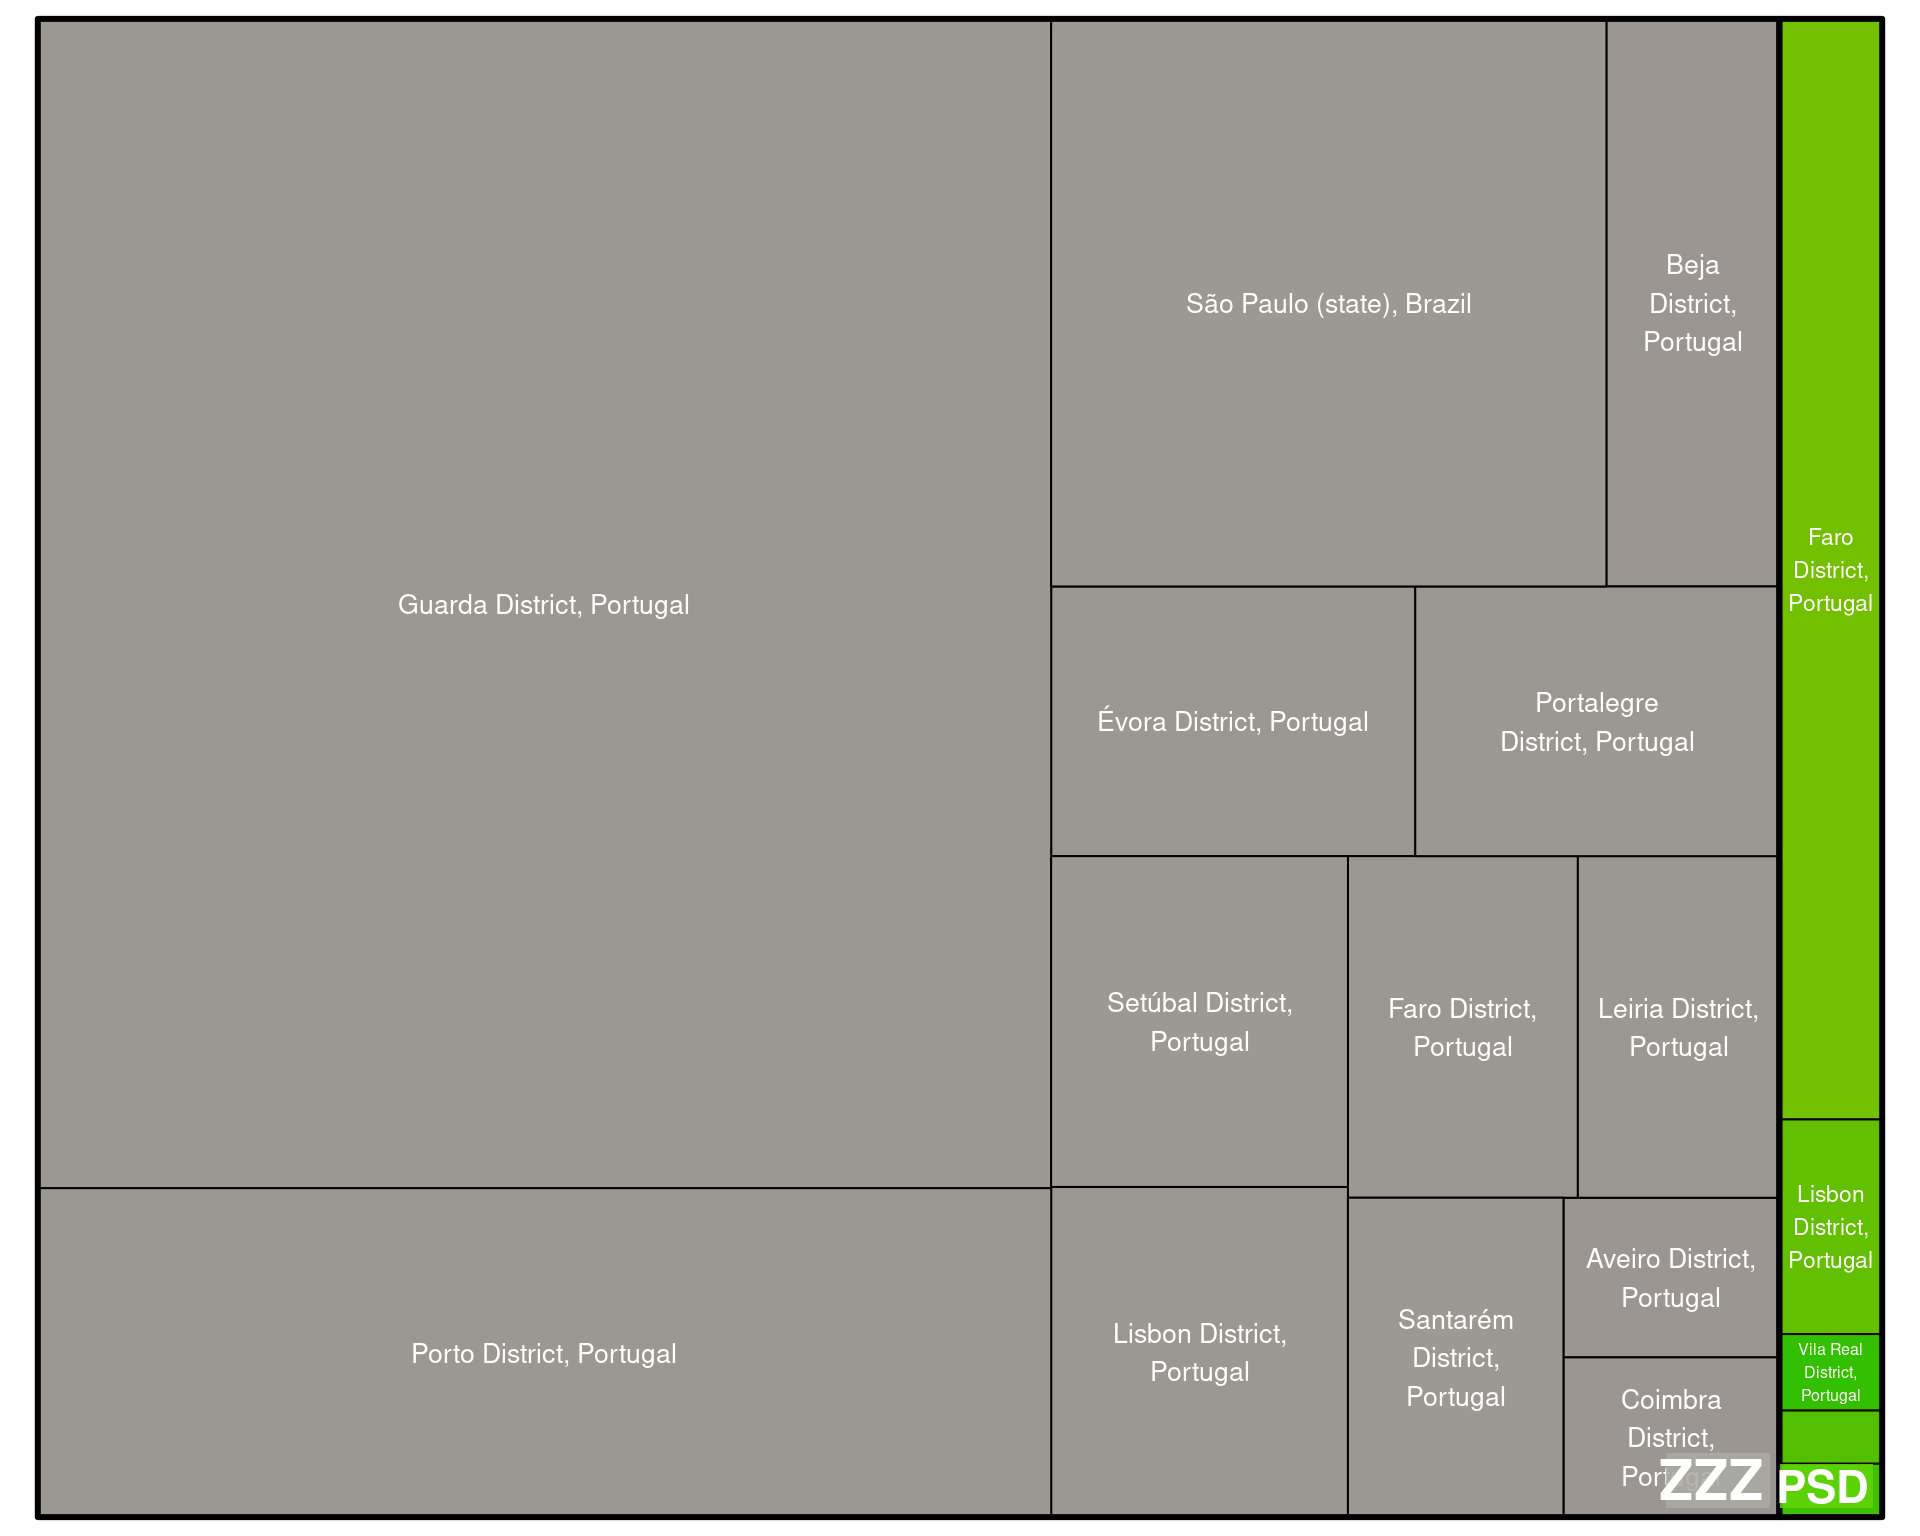 Guarda District, Portugal
Porto District, Portugal
São Paulo (state), Brazil
Beja
District,
Portugal
Évora District, Portugal
Portalegre
District, Portugal
Setúbal District,
Portugal
Faro District,
Portugal
Leiria District,
Portugal
Lisbon District,
Portugal
Santarém
District,
Portugal
Aveiro District,
Portugal
Coimbra
District,
Portugal
ZZZ
Faro
District,
Portugal
Lisbon
District,
Portugal
Vila Real
District,
Portugal
PSD